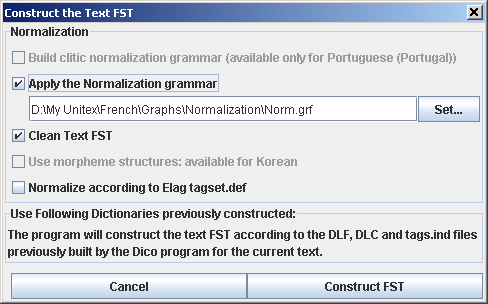 Construct the Text FST
Normalization
Build clitic normalization grammar (available only for Portuguese (Portugal))
Apply the Normalization grammar
D:\My Unitex\French\Graphs\Normalization\Norm.grf
Set...
Clean Text FST
Use morpheme structures: available for Korean
Normalize according to Elag tagset.def
Use Following Dictionaries previously constructed:
The program will construct the text FST according to the DLF, DLC and tags.ind files
previously built by the Dico program for the current text.
Cancel
Construct FST